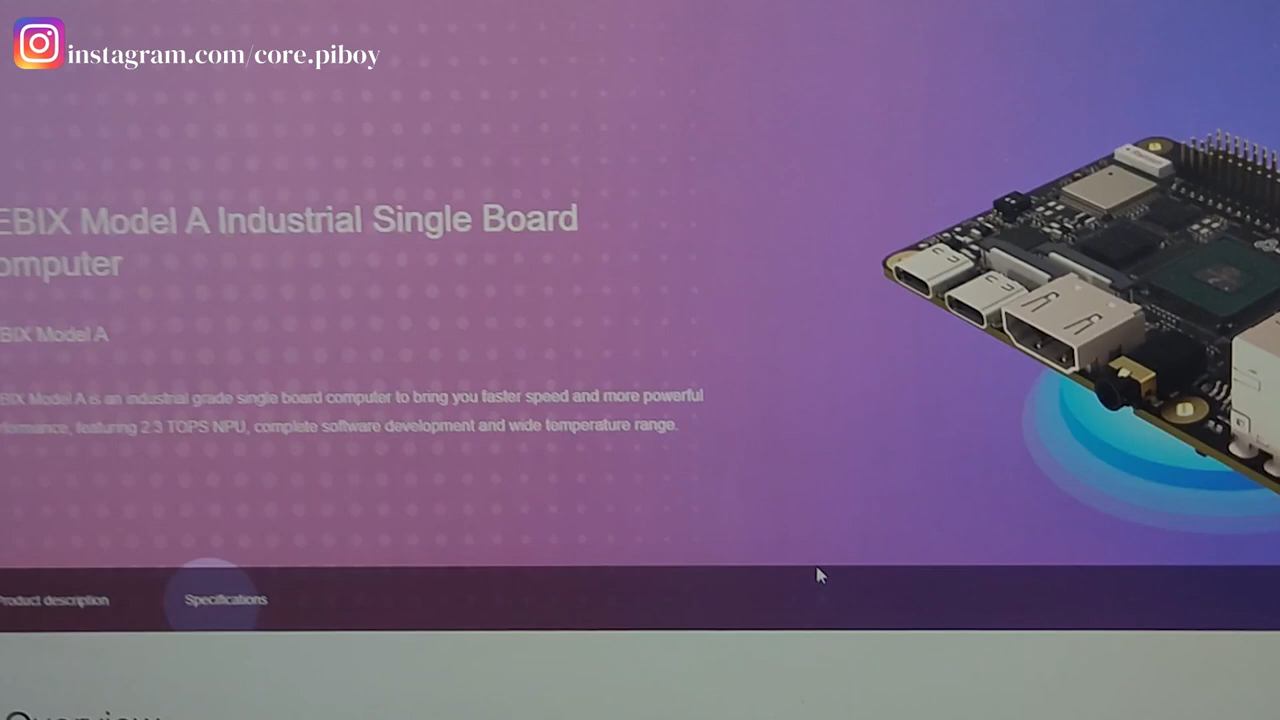 instagram.com/core.piboy
EBIX Model A Industrial Single Board
omputer
BIX Model A
BIX Model A is an industrial grade single board computer to bring you faster speed and more powerful
rformance, featuring 2.3 TOPS NPU, complete software development and wide temperature range.
Product description
Specifications
Overview